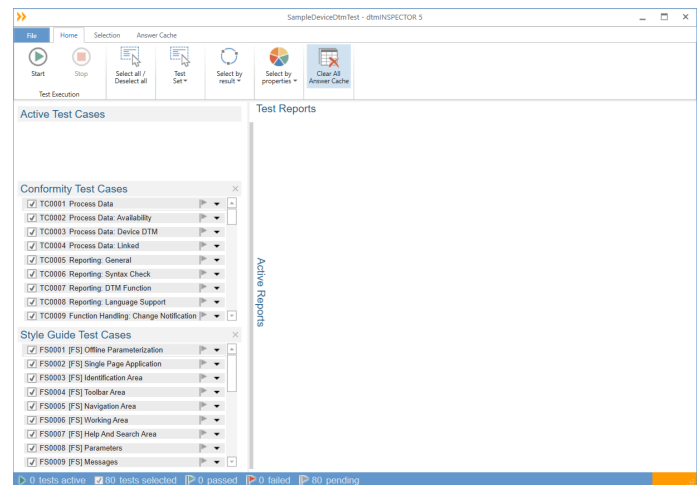 SampleDeviceDtmTest - dtmINSPECTOR 5
File Home Selection Answer Cache
Start Stop Select all / Deselect all Test Set Select by result Select by properties Clear All Answer Cache
Test Execution
Active Test Cases
Test Reports
Conformity Test Cases
TC0001 Process Data
TC0002 Process Data: Availability
TC0003 Process Data: Device DTM
TC0004 Process Data: Linked
TC0005 Reporting: General
TC0006 Reporting: Syntax Check
TC0007 Reporting: DTM Function
TC0008 Reporting: Language Support
TC0009 Function Handling: Change Notification
Active Reports
Style Guide Test Cases
FS0001 [FS] Offline Parameterization
FS0002 [FS] Single Page Application
FS0003 [FS] Identification Area
FS0004 [FS] Toolbar Area
FS0005 [FS] Navigation Area
FS0006 [FS] Working Area
FS0007 [FS] Help And Search Area
FS0008 [FS] Parameters
FS0009 [FS] Messages
0 tests active 80 tests selected 0 passed 0 failed 80 pending